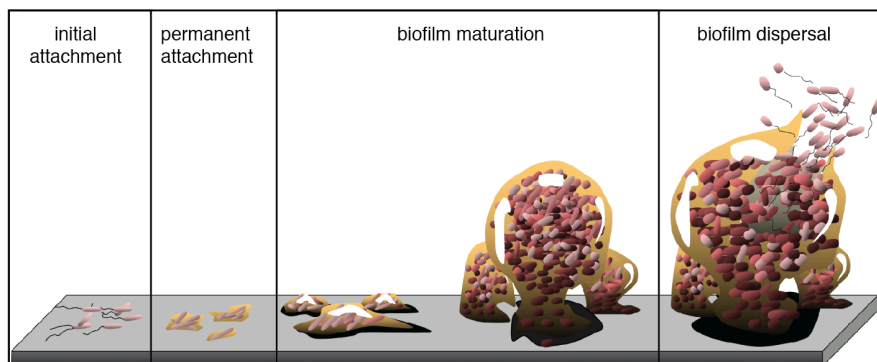 initial
attachment
permanent
attachment
biofilm maturation
biofilm dispersal